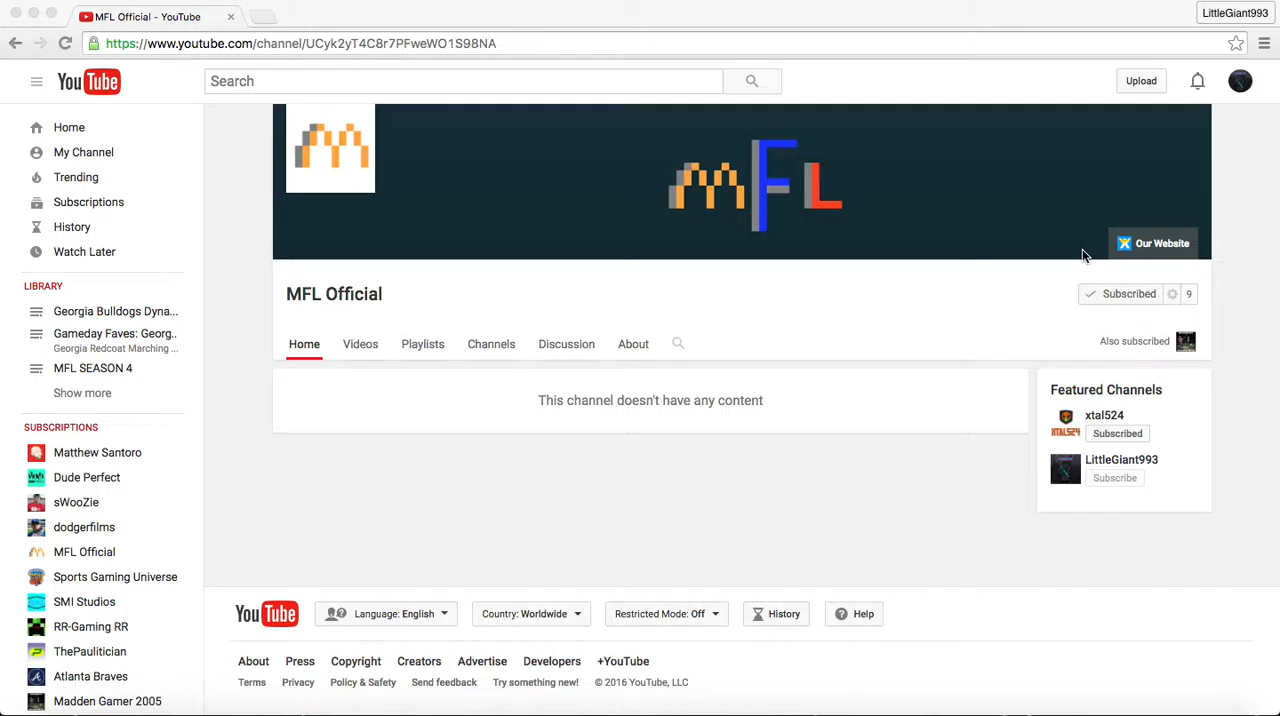 MFL Official - YouTube
LittleGiant993
https://www.youtube.com/channel/UCyk2yT4C8r7PFweWO1S98NA
YouTube
Search
Upload
Home
My Channel
Trending
Subscriptions
History
Watch Later
LIBRARY
Georgia Bulldogs Dyna...
Gameday Faves: Georg..
Georgia Redcoat Marching ...
MFL SEASON 4
Show more
SUBSCRIPTIONS
Matthew Santoro
Dude Perfect
sWooZie
dodgerfilms
MFL Official
Sports Gaming Universe
SMI Studios
RR-Gaming RR
ThePaulitician
Atlanta Braves
Madden Gamer 2005
m
mFL
Our Website
MFL Official
Subscribed 9
Home Videos Playlists Channels Discussion About
Also subscribed
This channel doesn't have any content
Featured Channels
xtal524
XTAL524
Subscribed
LittleGiant993
Subscribe
YouTube
Language: English
Country: Worldwide
Restricted Mode: Off
History
Help
About Press Copyright Creators Advertise Developers +YouTube
Terms Privacy Policy & Safety Send feedback Try something new! © 2016 YouTube, LLC